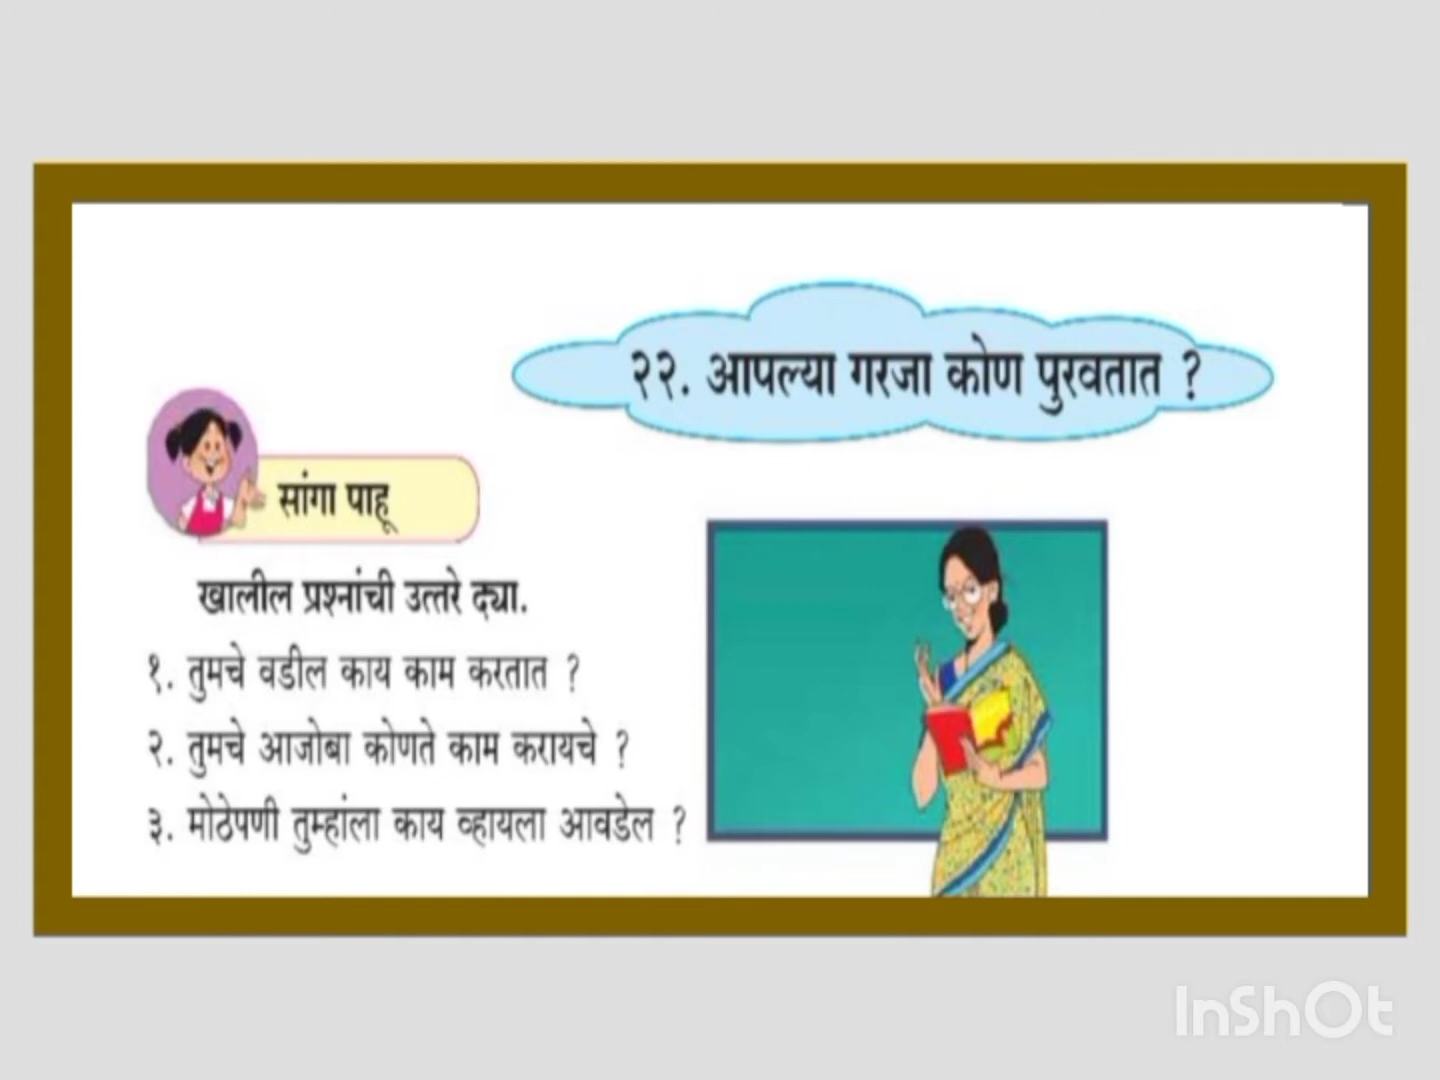 २२. आपल्या गरजा कोण पुरवतात ?
सांगा पाहू
खालील प्रश्नांची उत्तरे द्या.
१. तुमचे वडील काय काम करतात ?
२. तुमचे आजोबा कोणते काम करायचे ?
३. मोठेपणी तुम्हांला काय व्हायला आवडेल ?
InShOt